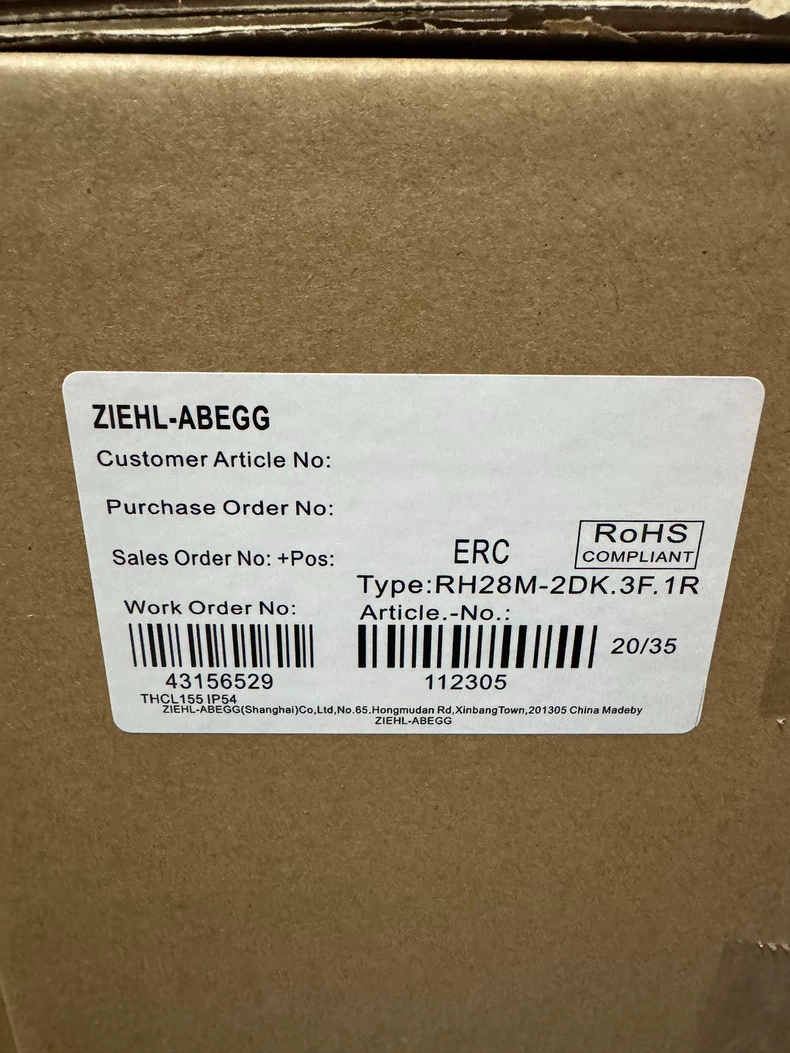 ZIEHL-ABEGG
Customer Article No:
Purchase Order No:
RoHS
COMPLIANT
Sales Order No: +Pos:
ERC
Type:RH28M-2DK.3F.1R
Work Order No:
Article.-No.:
20/35
43156529
112305
THCL155 IP54
ZIEHL-ABEGG(Shanghai)Co,Ltd,No.65.Hongmudan Rd,XinbangTown,201305 China Madeby
ZIEHL-ABEGG